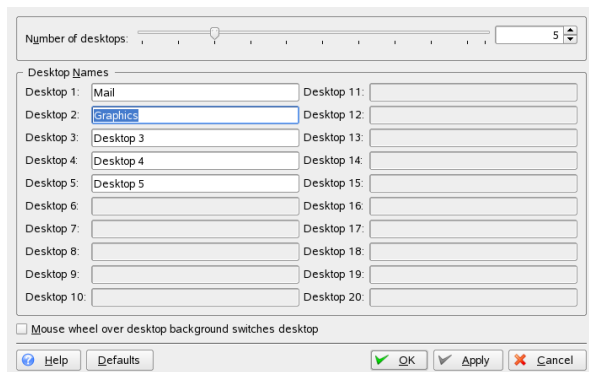 Number of desktops: 5
Desktop Names
Desktop 1: Mail Desktop 11:
Desktop 2: Graphics Desktop 12:
Desktop 3: Desktop 3 Desktop 13:
Desktop 4: Desktop 4 Desktop 14:
Desktop 5: Desktop 5 Desktop 15:
Desktop 6: Desktop 16:
Desktop 7: Desktop 17:
Desktop 8: Desktop 18:
Desktop 9: Desktop 19:
Desktop 10: Desktop 20:
Mouse wheel over desktop background switches desktop
Help Defaults OK Apply Cancel